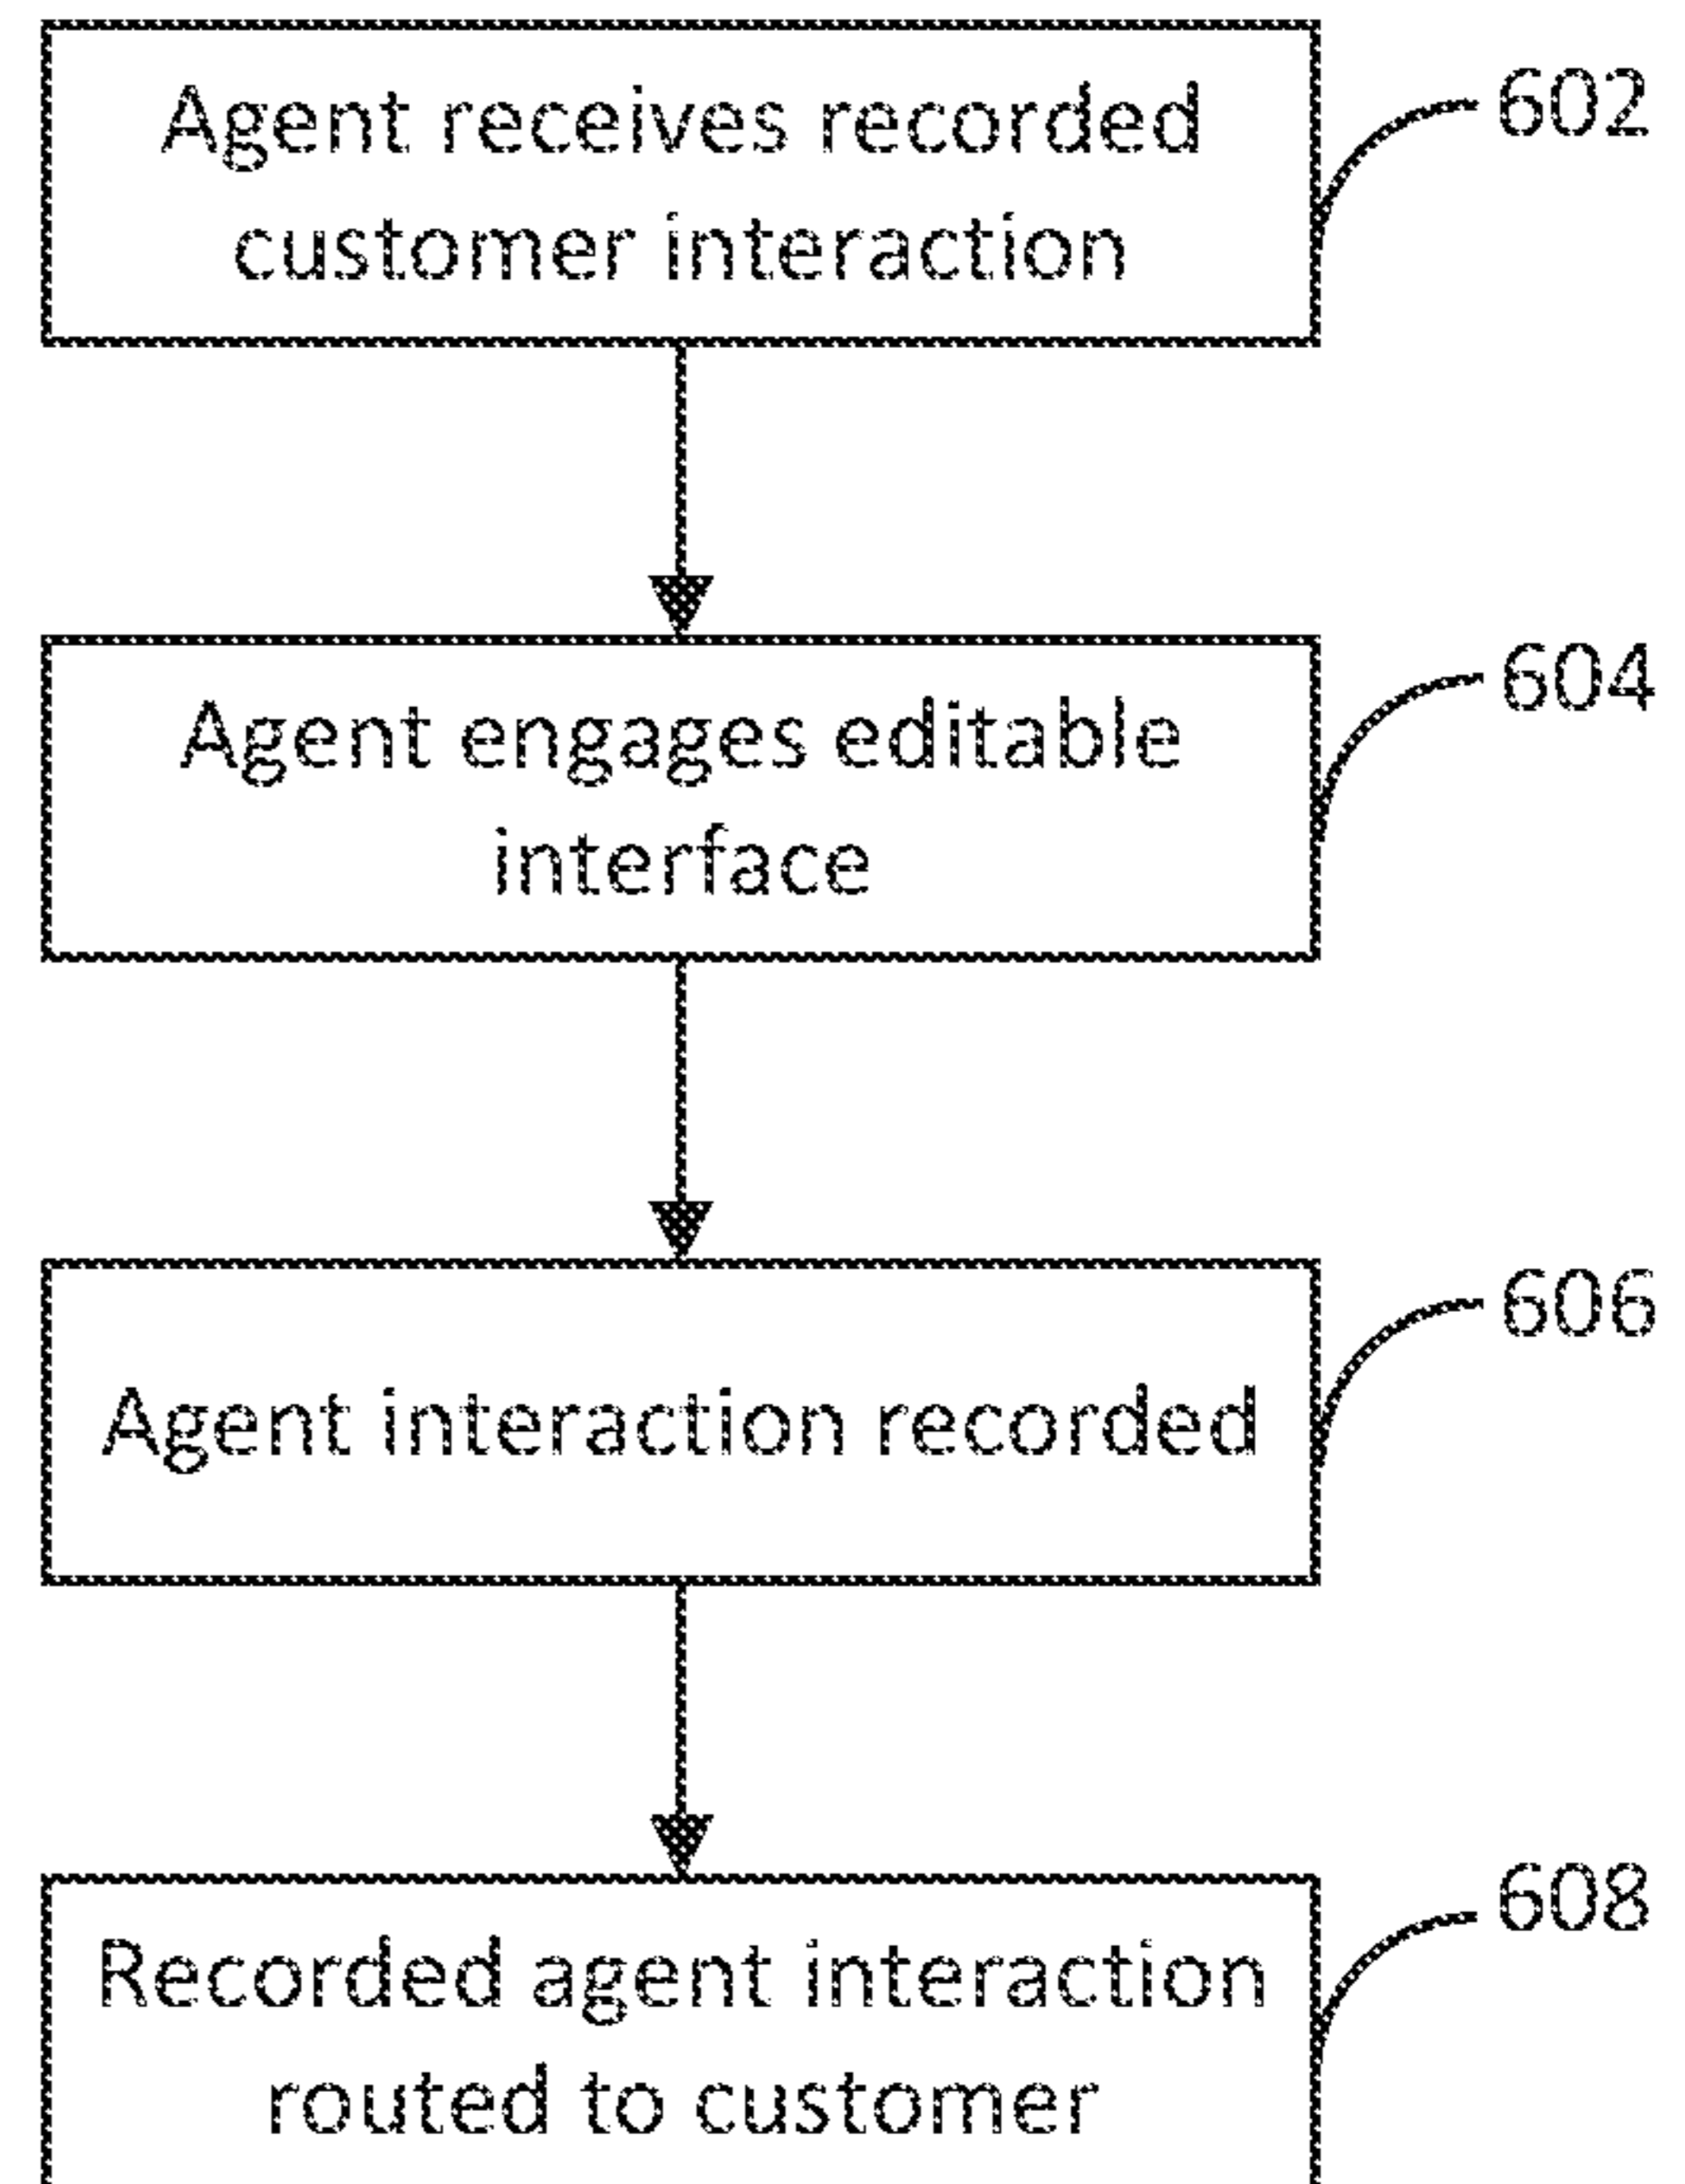 Agent receives recorded
customer interaction
602
Agent engages editable
interface
604
Agent interaction recorded
606
Recorded agent interaction
routed to customer
608